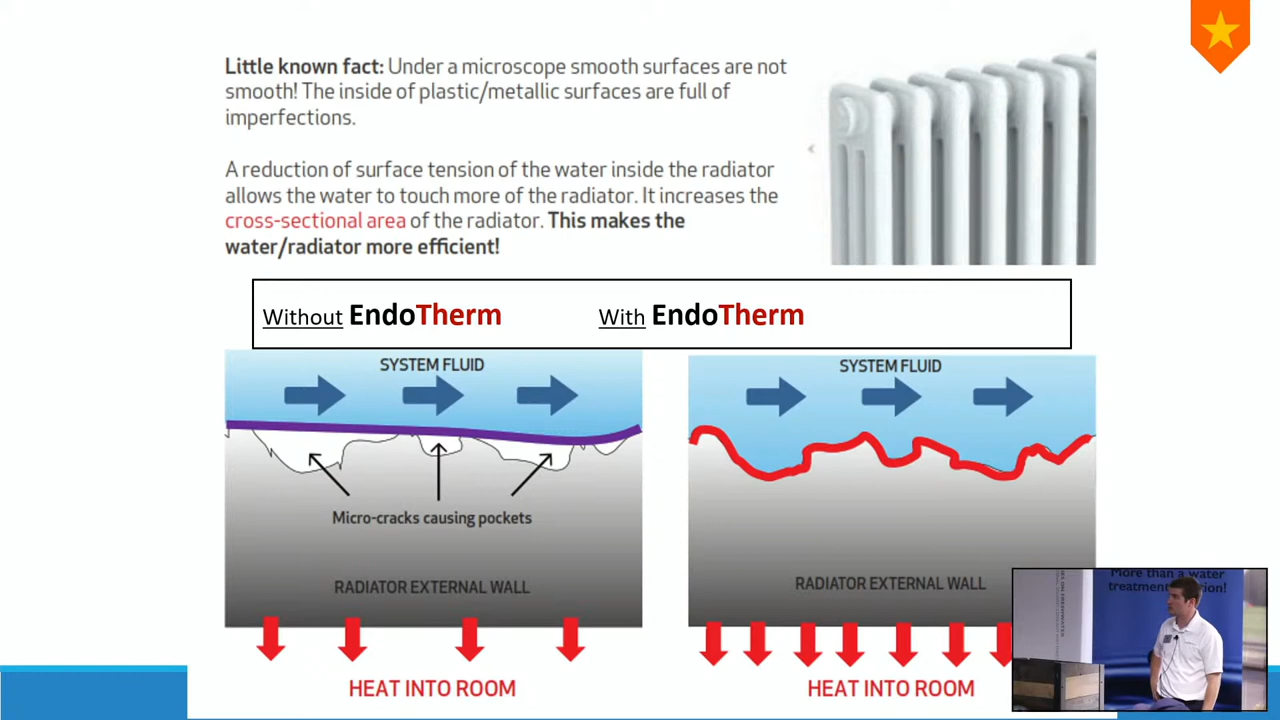 Little known fact: Under a microscope smooth surfaces are not
smooth! The inside of plastic/metallic surfaces are full of
imperfections.
A reduction of surface tension of the water inside the radiator
allows the water to touch more of the radiator. It increases the
cross-sectional area of the radiator. This makes the
water/radiator more efficient!
Without EndoTherm
With EndoTherm
SYSTEM FLUID
Micro-cracks causing pockets
RADIATOR EXTERNAL WALL
HEAT INTO ROOM
SYSTEM FLUID
RADIATOR EXTERNAL WALL
HEAT INTO ROOM
More than a water
treatment